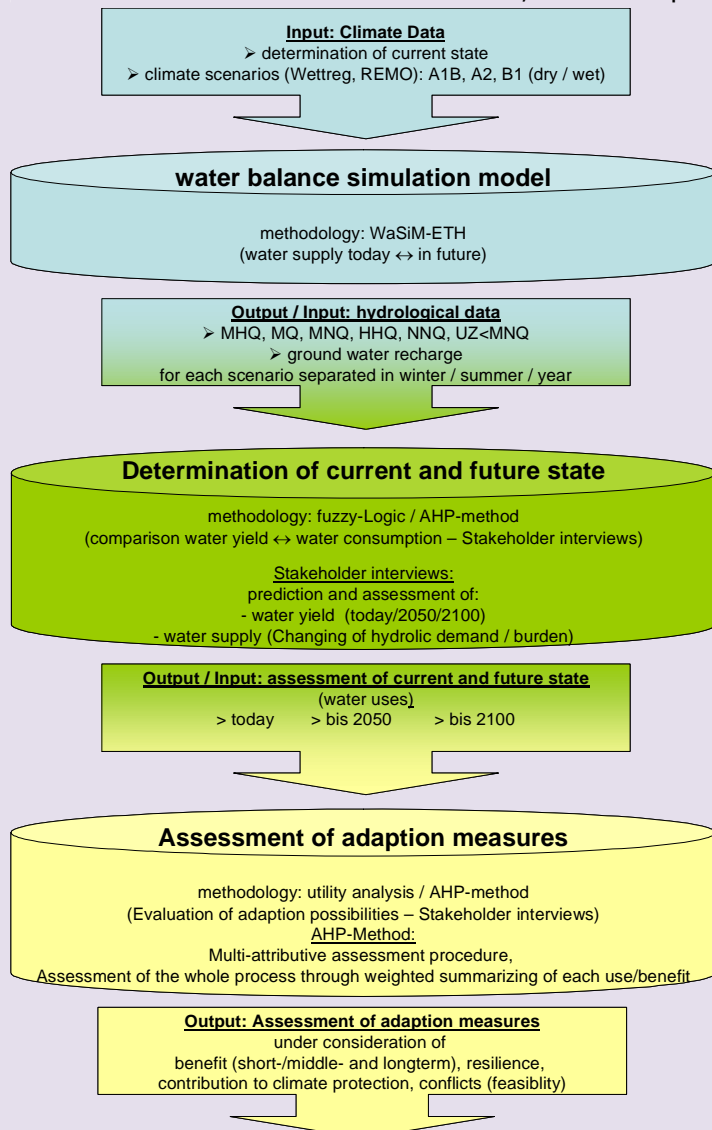 Input: Climate Data
➢ determination of current state
➢ climate scenarios (Wettreg, REMO): A1B, A2, B1 (dry / wet)
water balance simulation model
methodology: WaSiM-ETH
(water supply today ↔ in future)
Output / Input: hydrological data
➢ MHQ, MQ, MNQ, HHQ, NNQ, UZ<MNQ
➢ ground water recharge
for each scenario separated in winter / summer / year
Determination of current and future state
methodology: fuzzy-Logic / AHP-method
(comparison water yield ↔ water consumption – Stakeholder interviews)
Stakeholder interviews:
prediction and assessment of:
- water yield (today/2050/2100)
- water supply (Changing of hydrolic demand / burden)
Output / Input: assessment of current and future state
(water uses)
> today > bis 2050 > bis 2100
Assessment of adaption measures
methodology: utility analysis / AHP-method
(Evaluation of adaption possibilities – Stakeholder interviews)
AHP-Method:
Multi-attributive assessment procedure,
Assessment of the whole process through weighted summarizing of each use/benefit
Output: Assessment of adaption measures
under consideration of
benefit (short-/middle- and longterm), resilience,
contribution to climate protection, conflicts (feasiblity)